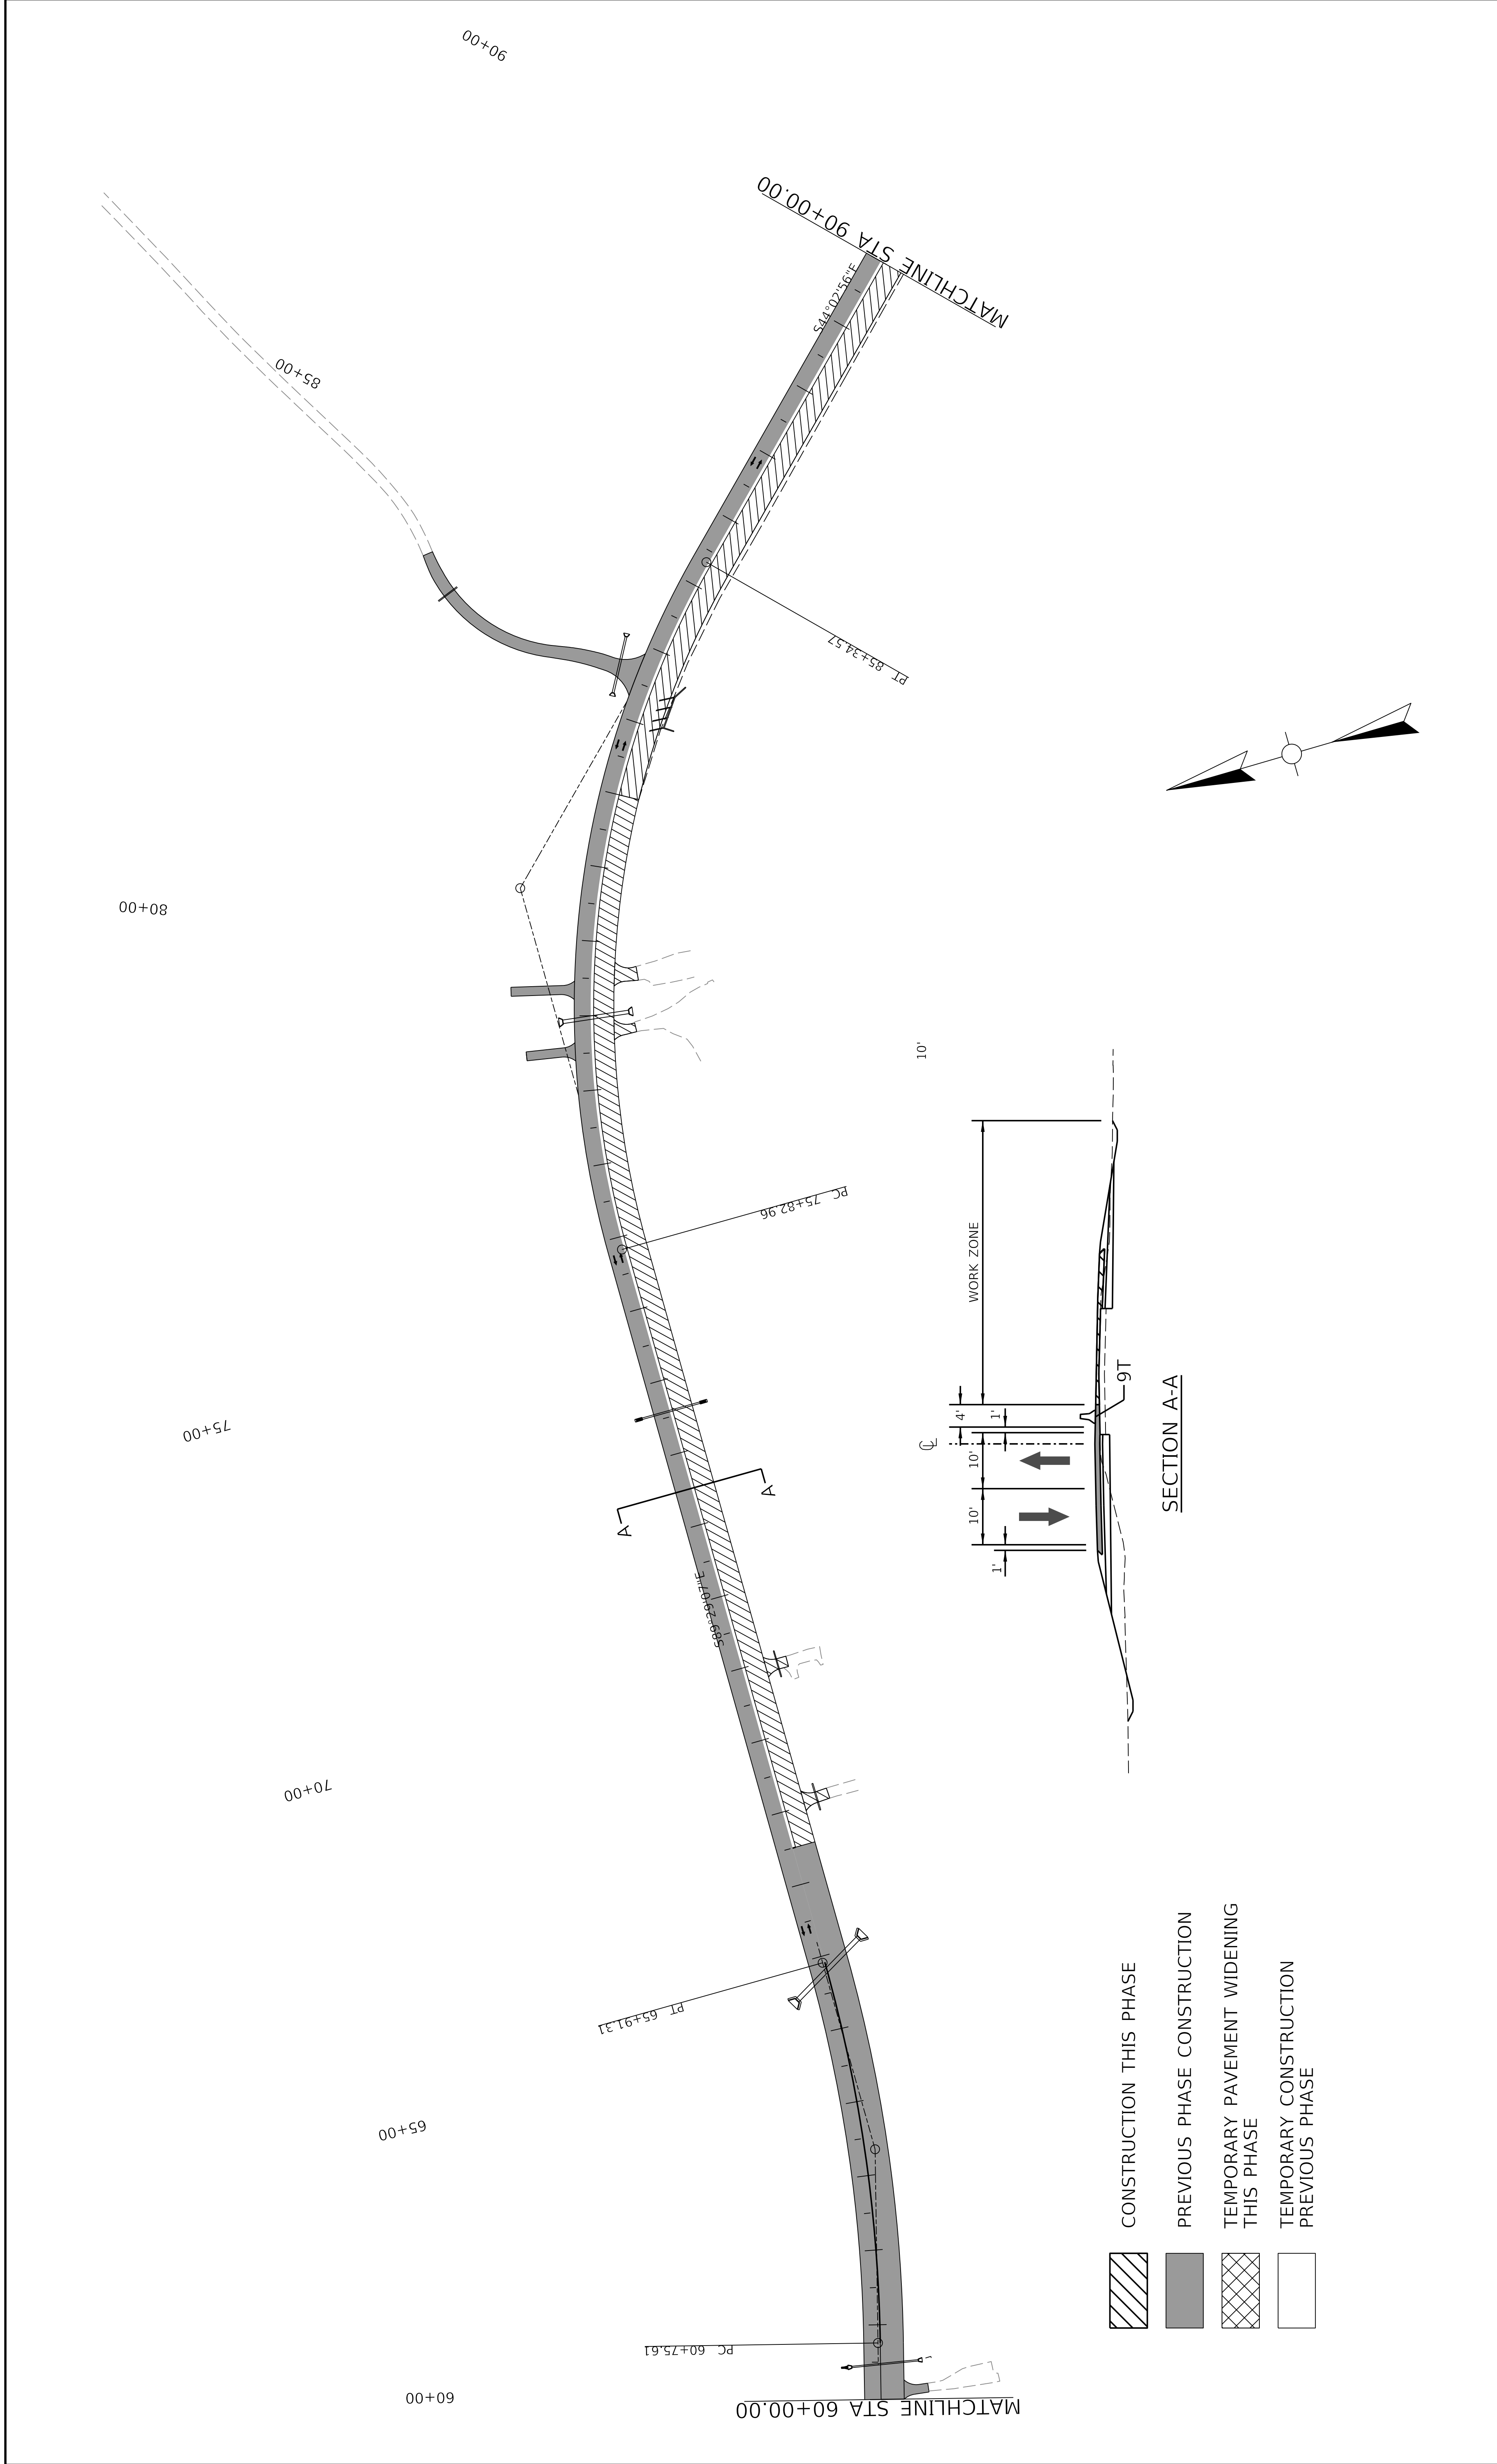 90+00
MATCHLINE STA 90+00.00
S44°02'56"E
85+00
PT 85+34.57
80+00
PC 75+82.96
75+00
A
A
S89°29'07"E
70+00
PT 65+91.31
65+00
PC 60+75.61
60+00
MATCHLINE STA 60+00.00
10'
WORK ZONE
4'
1'
CL
10'
10'
1'
9T
SECTION A-A
CONSTRUCTION THIS PHASE
PREVIOUS PHASE CONSTRUCTION
TEMPORARY PAVEMENT WIDENING
THIS PHASE
TEMPORARY CONSTRUCTION
PREVIOUS PHASE